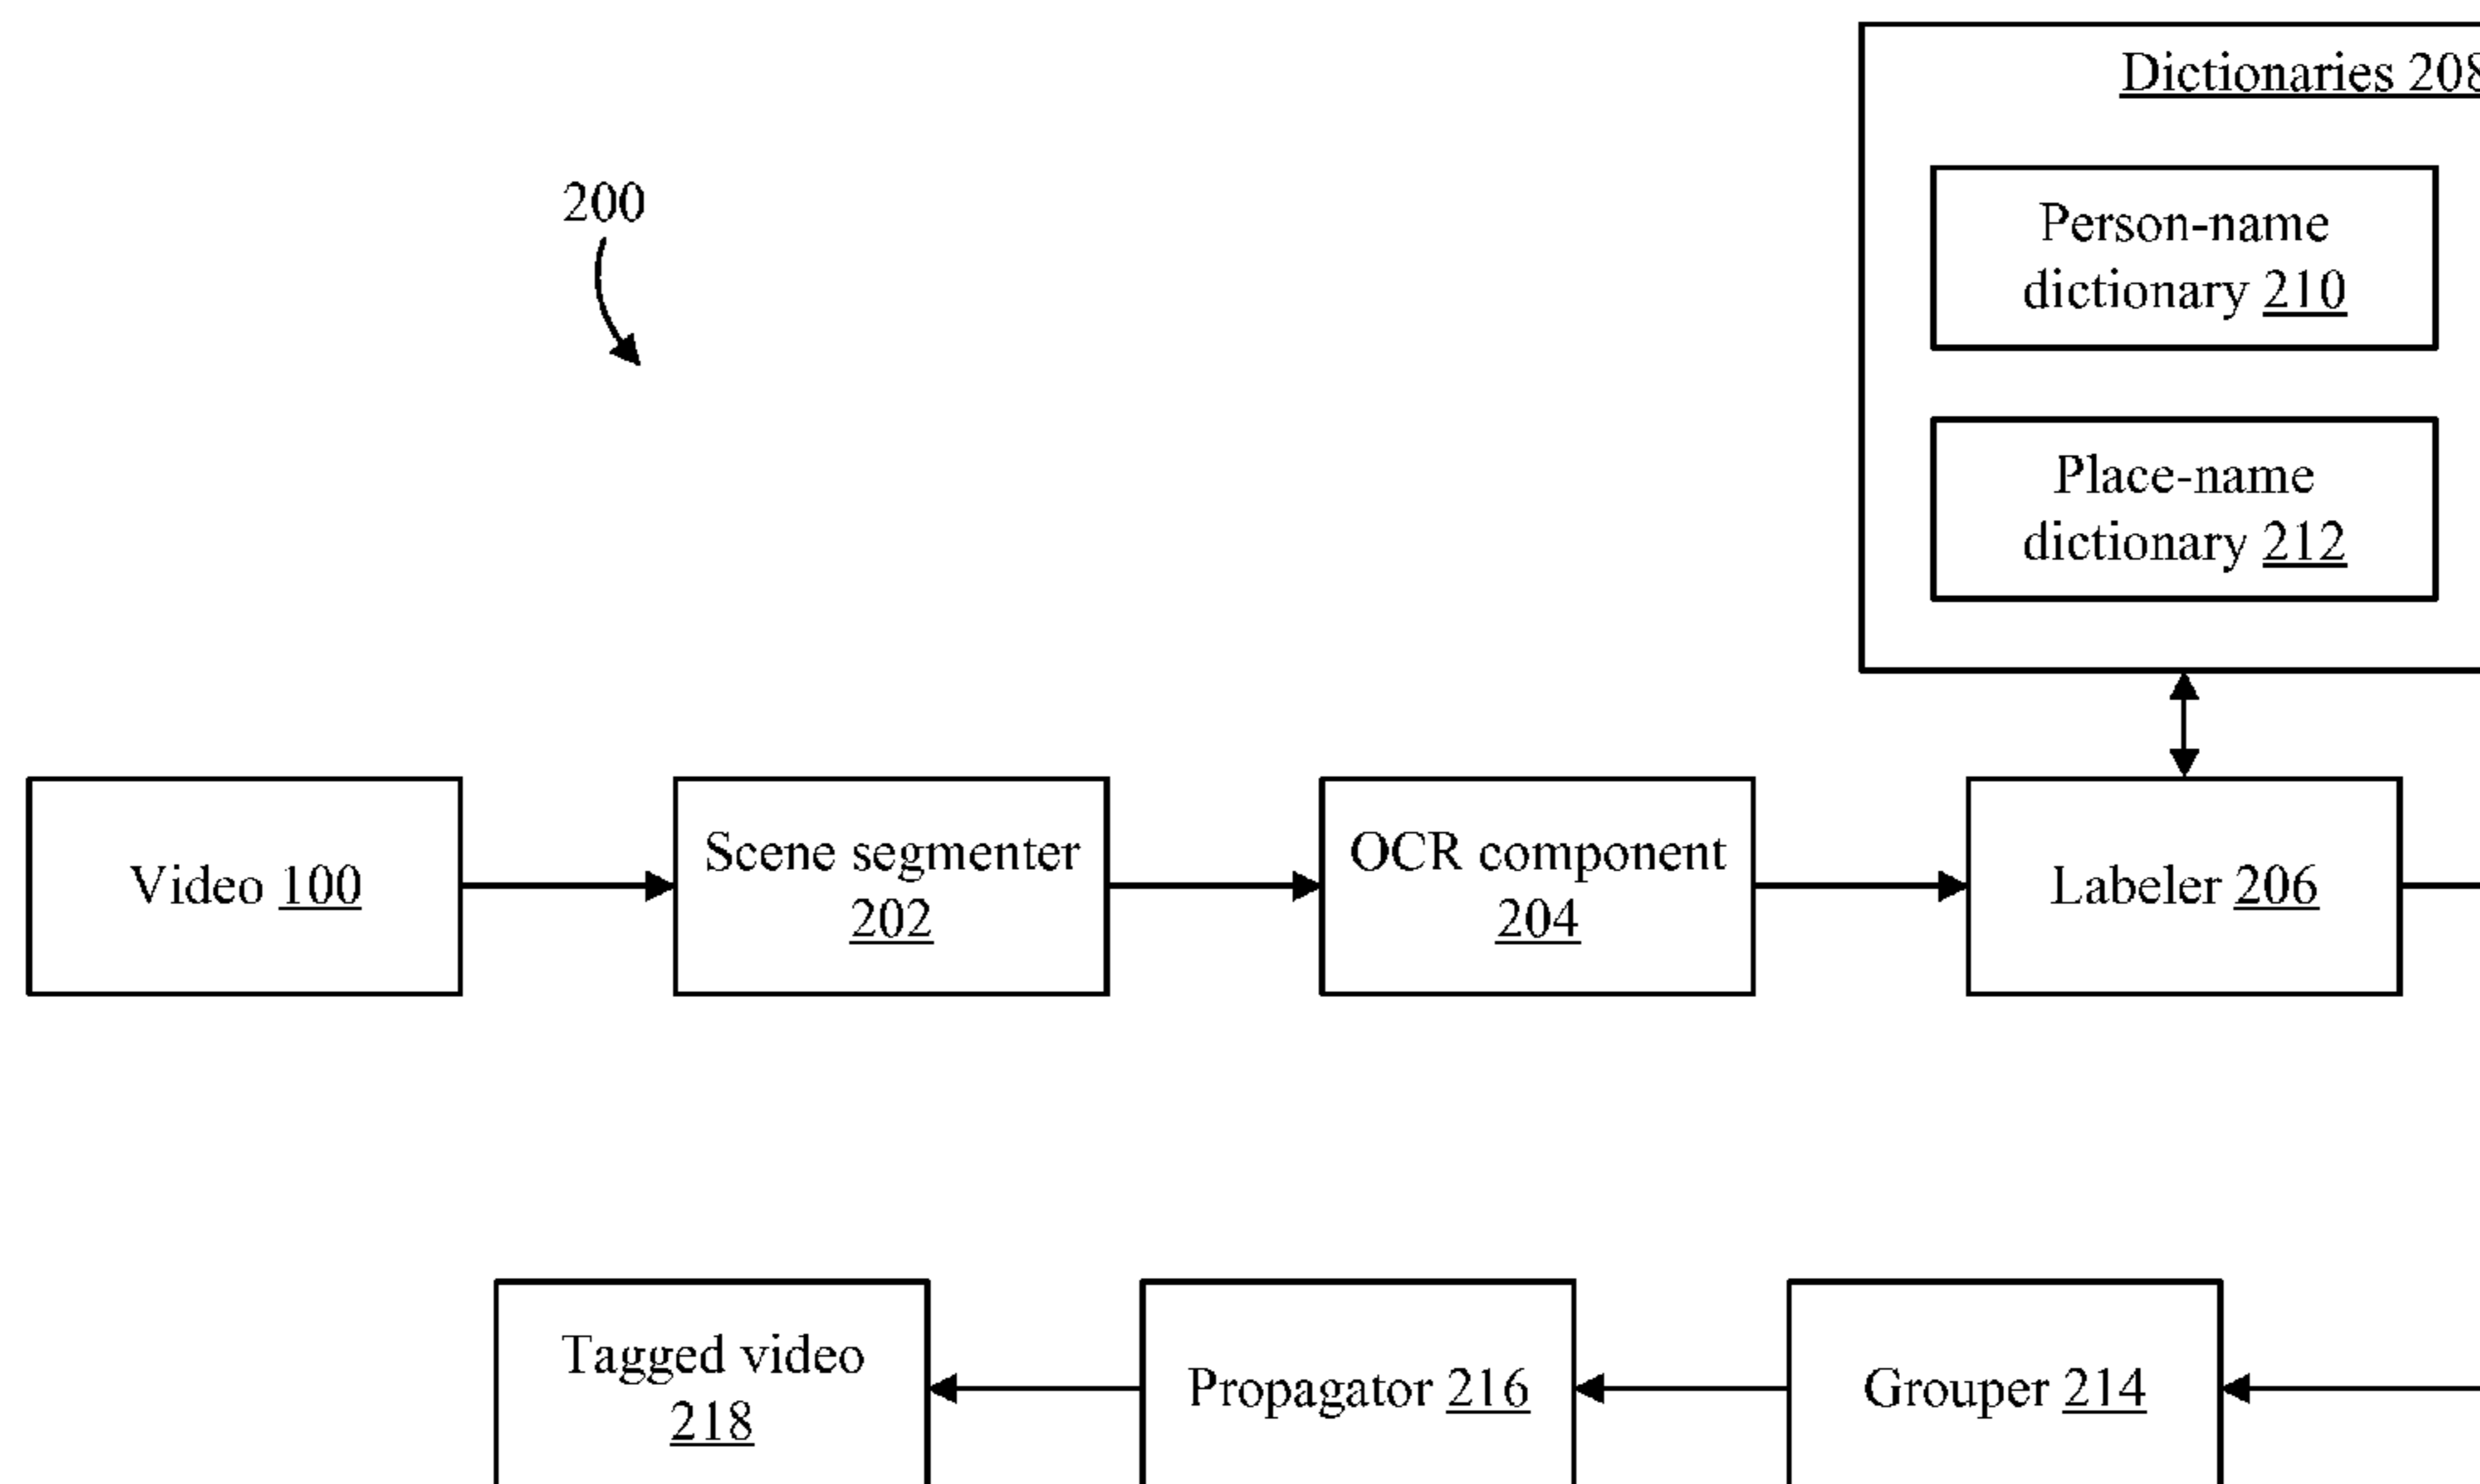 Dictionaries 208
200
Person-name
dictionary 210
Place-name
dictionary 212
Video 100
Scene segmenter
202
OCR component
204
Labeler 206
Tagged video
218
Propagator 216
Grouper 214